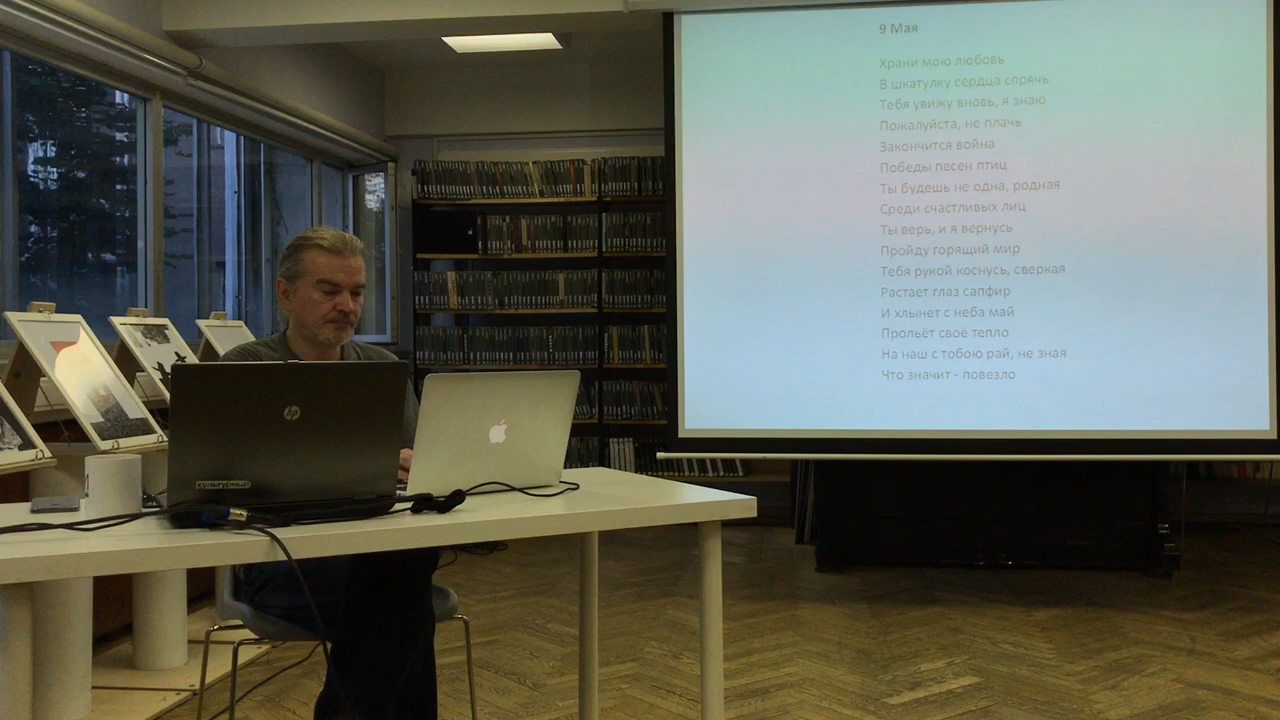 9 Мая
Храни мою любовь
В шкатулку сердца спрячь
Тебя увижу вновь, я знаю
Пожалуйста, не плачь
Закончится война
Победы песен птиц
Ты будешь не одна, родная
Среди счастливых лиц
Ты верь, и я вернусь
Пройду горящий мир
Тебя рукой коснусь, сверкая
Растает глаз сапфир
И хлынет с неба май
Прольёт своё тепло
На наш с тобою рай, не зная
Что значит - повезло
hp